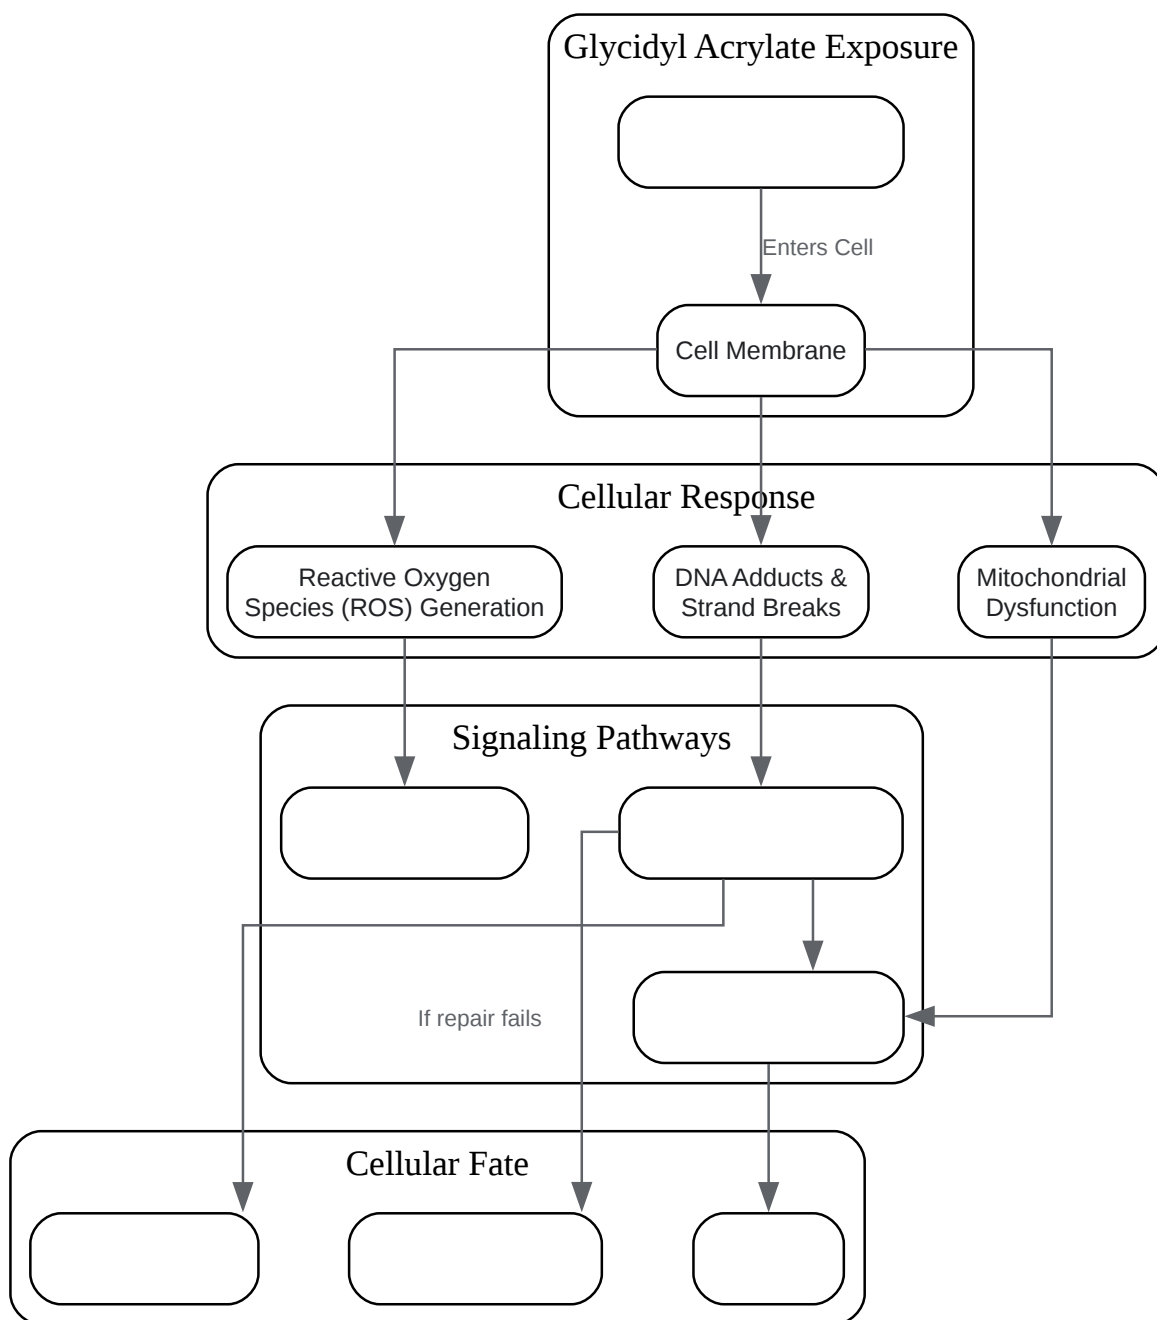 Glycidyl Acrylate Exposure
Enters Cell
Cell Membrane
Cellular Response
Reactive Oxygen
Species (ROS) Generation
DNA Adducts &
Strand Breaks
Mitochondrial
Dysfunction
Signaling Pathways
If repair fails
Cellular Fate